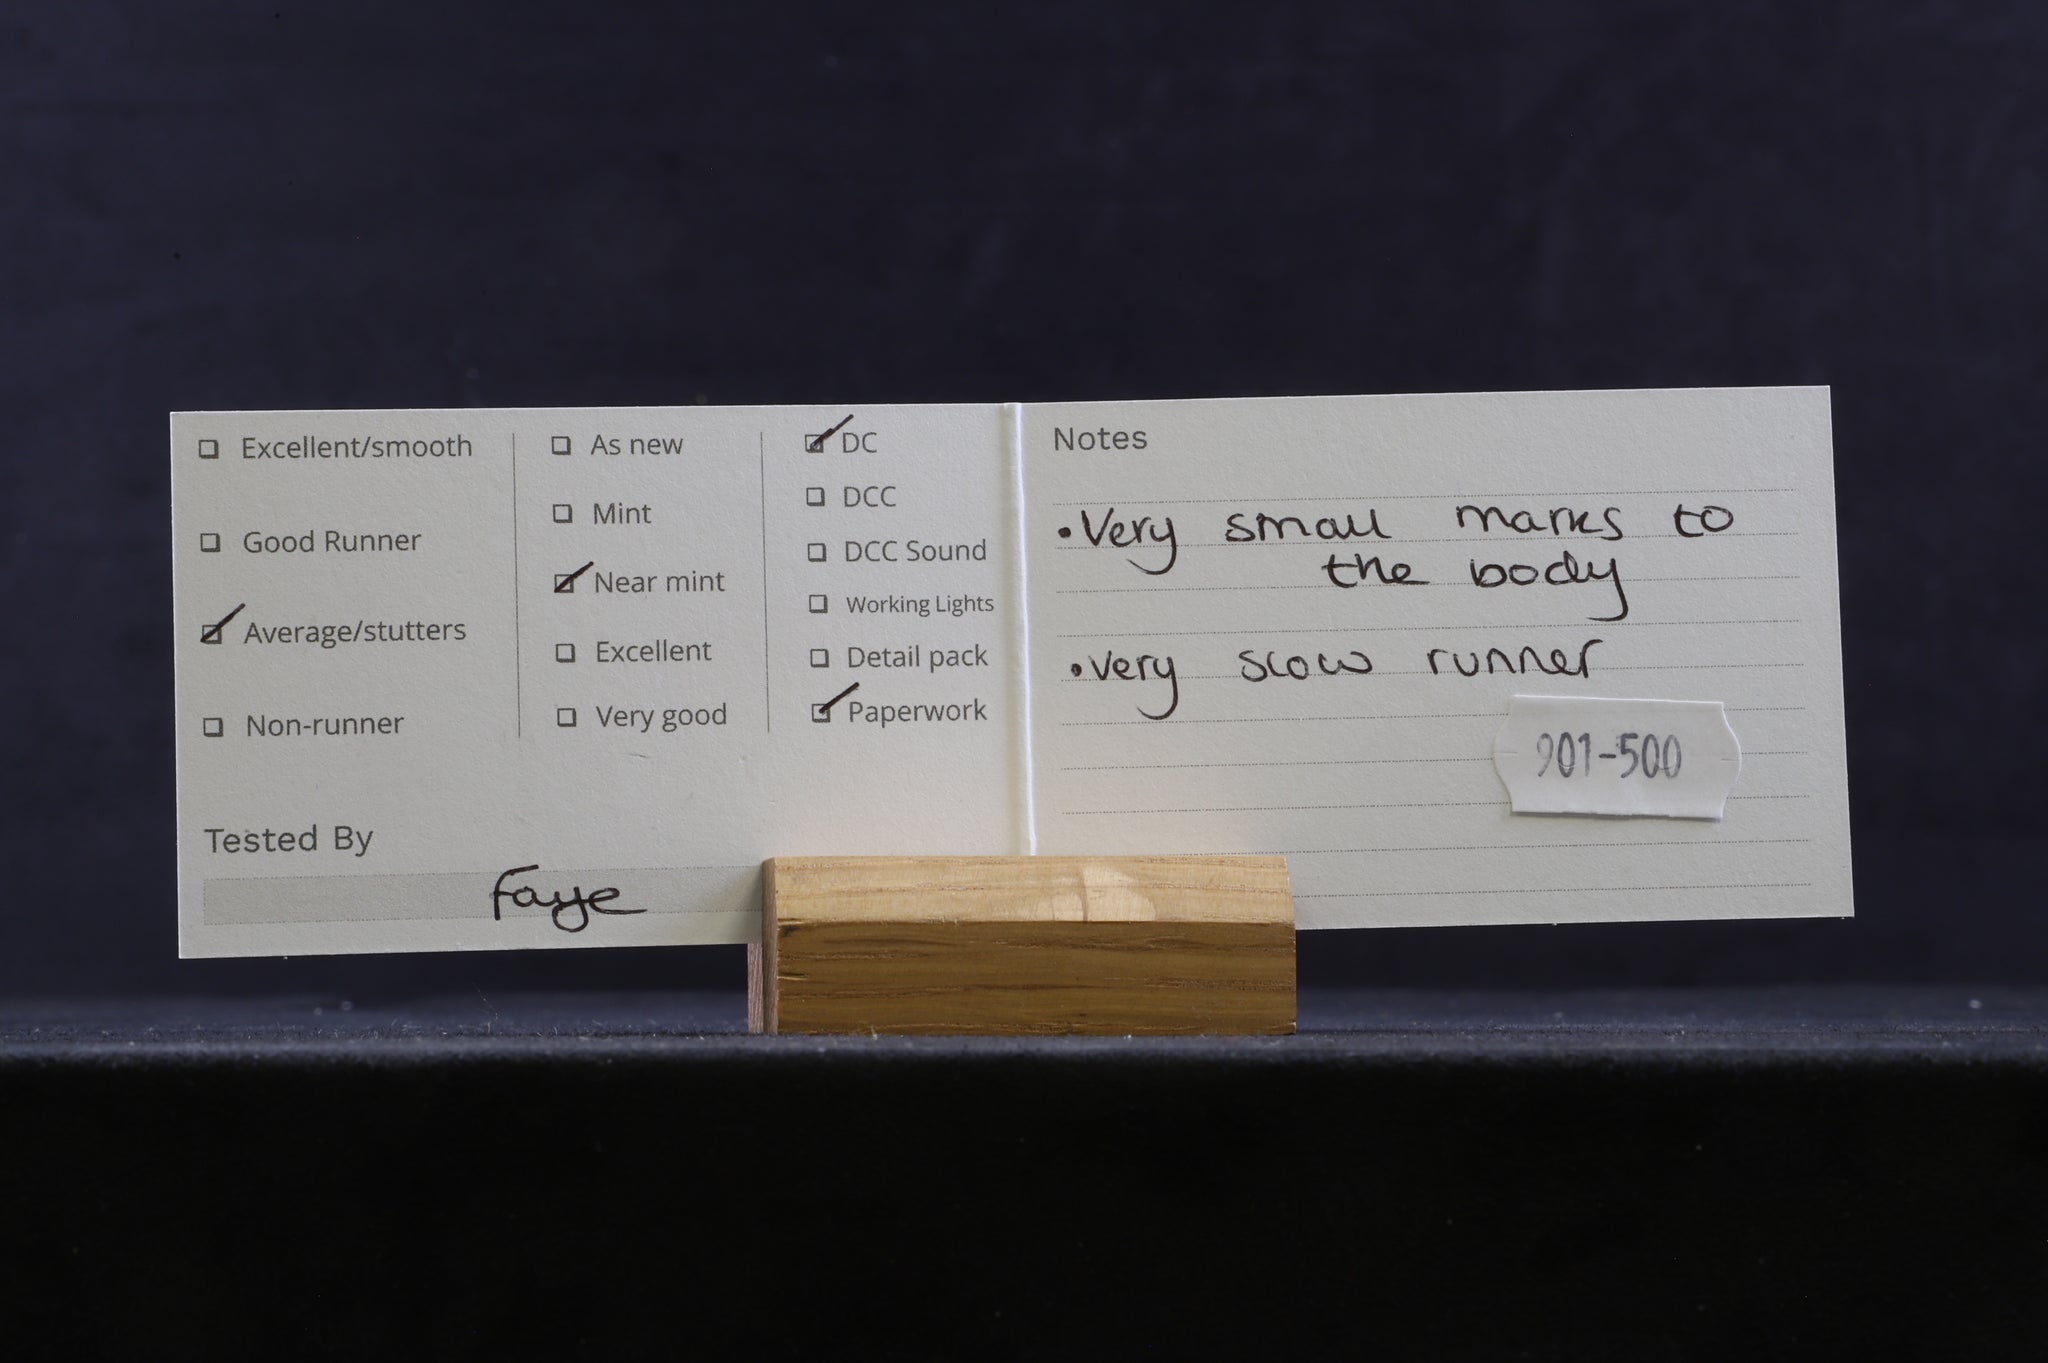 Excellent/smooth
Good Runner
Average/stutters
Non-runner
As new
Mint
Near mint
Excellent
Very good
DC
DCC
DCC Sound
Working Lights
Detail pack
Paperwork
Tested By
Faye
Notes
• Very small marks to
the body
• very slow runner
901-500